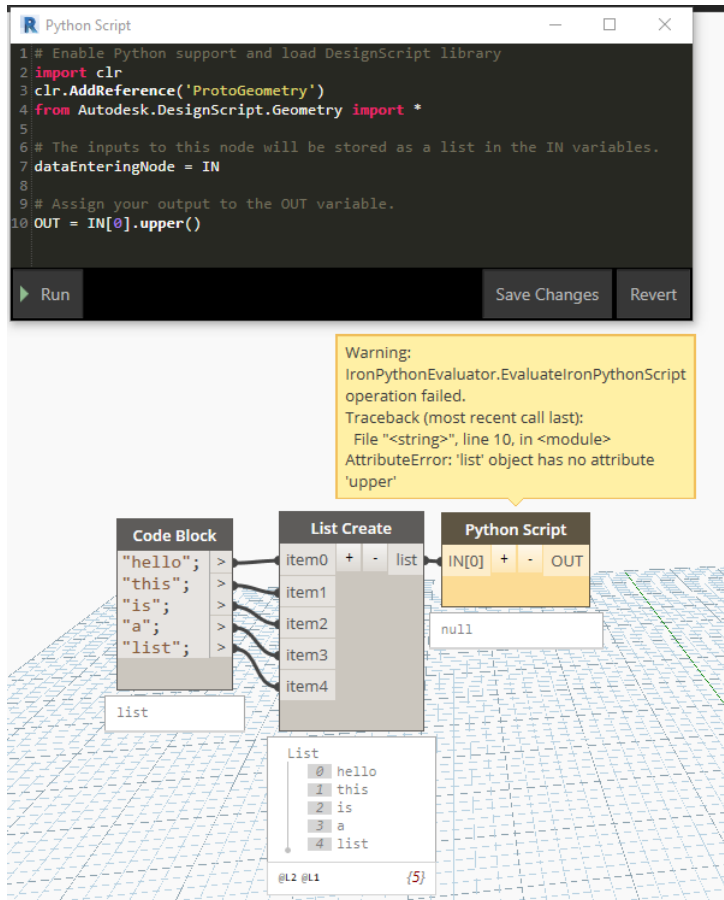 R Python Script
1 # Enable Python support and load DesignScript library
2 import clr
3 clr.AddReference('ProtoGeometry')
4 from Autodesk.DesignScript.Geometry import *
5
6 # The inputs to this node will be stored as a list in the IN variables.
7 dataEnteringNode = IN
8
9 # Assign your output to the OUT variable.
10 OUT = IN[0].upper()
Run
Save Changes
Revert
Warning:
IronPythonEvaluator.EvaluateIronPythonScript
operation failed.
Traceback (most recent call last):
File "<string>", line 10, in <module>
AttributeError: 'list' object has no attribute
'upper'
Code Block
"hello"; >
"this"; >
"is"; >
"a"; >
"list"; >
list
List Create
item0 + - list
item1
item2
item3
item4
List
0 hello
1 this
2 is
3 a
4 list
@L2 @L1 {5}
Python Script
IN[0] + - OUT
null